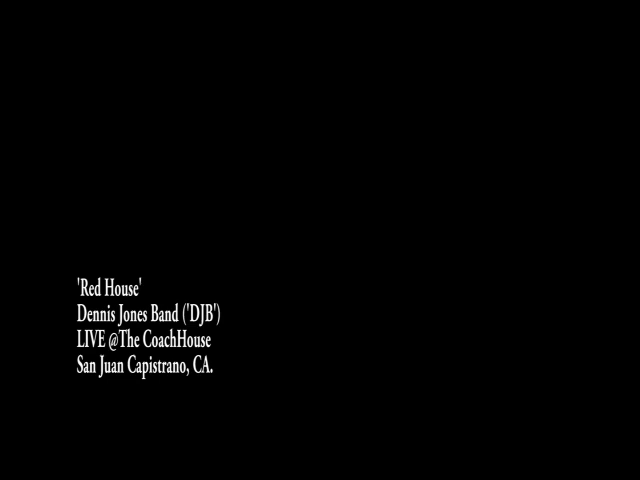 'Red House'
Dennis Jones Band ('DJB')
LIVE @The CoachHouse
San Juan Capistrano, CA.